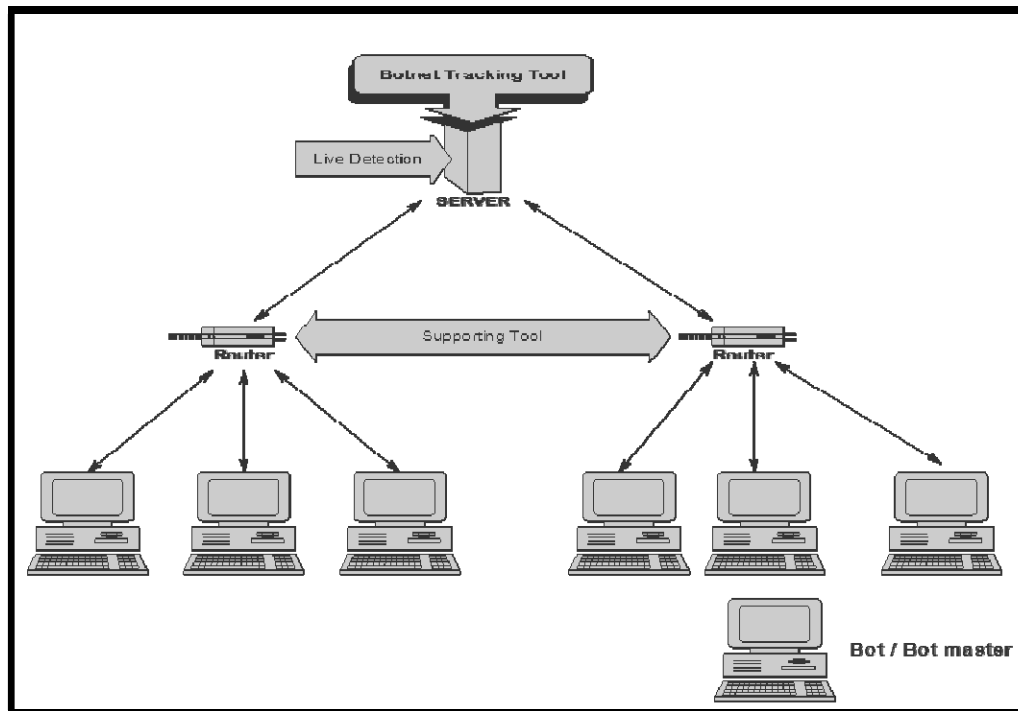 Botnet Tracking Tool
Live Detection
SERVER
Supporting Tool
Router
Router
Bot / Bot master